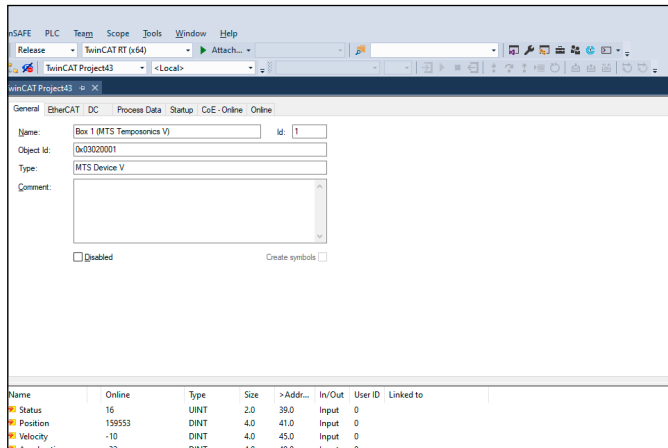 nSAFE PLC Team Scope Tools Window Help
Release TwinCAT RT (x64) Attach...
TwinCAT Project43 <Local>
winCAT Project43
General EtherCAT DC Process Data Startup CoE - Online Online
Name: Box 1 (MTS Temposonics V) Id: 1
Object Id: 0x03020001
Type: MTS Device V
Comment:
Disabled Create symbols
Name Online Type Size >Addr... In/Out User ID Linked to
Status 16 UINT 2.0 39.0 Input 0
Position 159553 DINT 4.0 41.0 Input 0
Velocity -10 DINT 4.0 45.0 Input 0